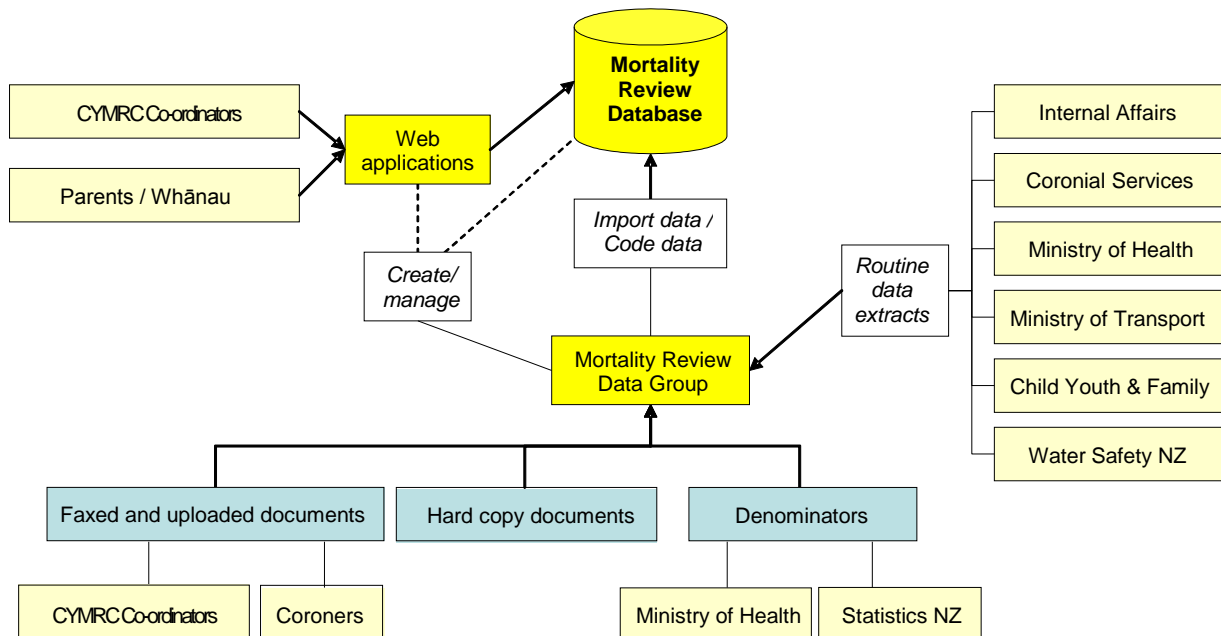 Mortality
Review
Database
CYMRC Co-ordinators
Parents / Whānau
Web
applications
Import data /
Code data
Create/
manage
Routine
data
extracts
Internal Affairs
Coronial Services
Ministry of Health
Ministry of Transport
Child Youth & Family
Water Safety NZ
Mortality Review
Data Group
Faxed and uploaded documents
Hard copy documents
Denominators
CYMRC Co-ordinators
Coroners
Ministry of Health
Statistics NZ